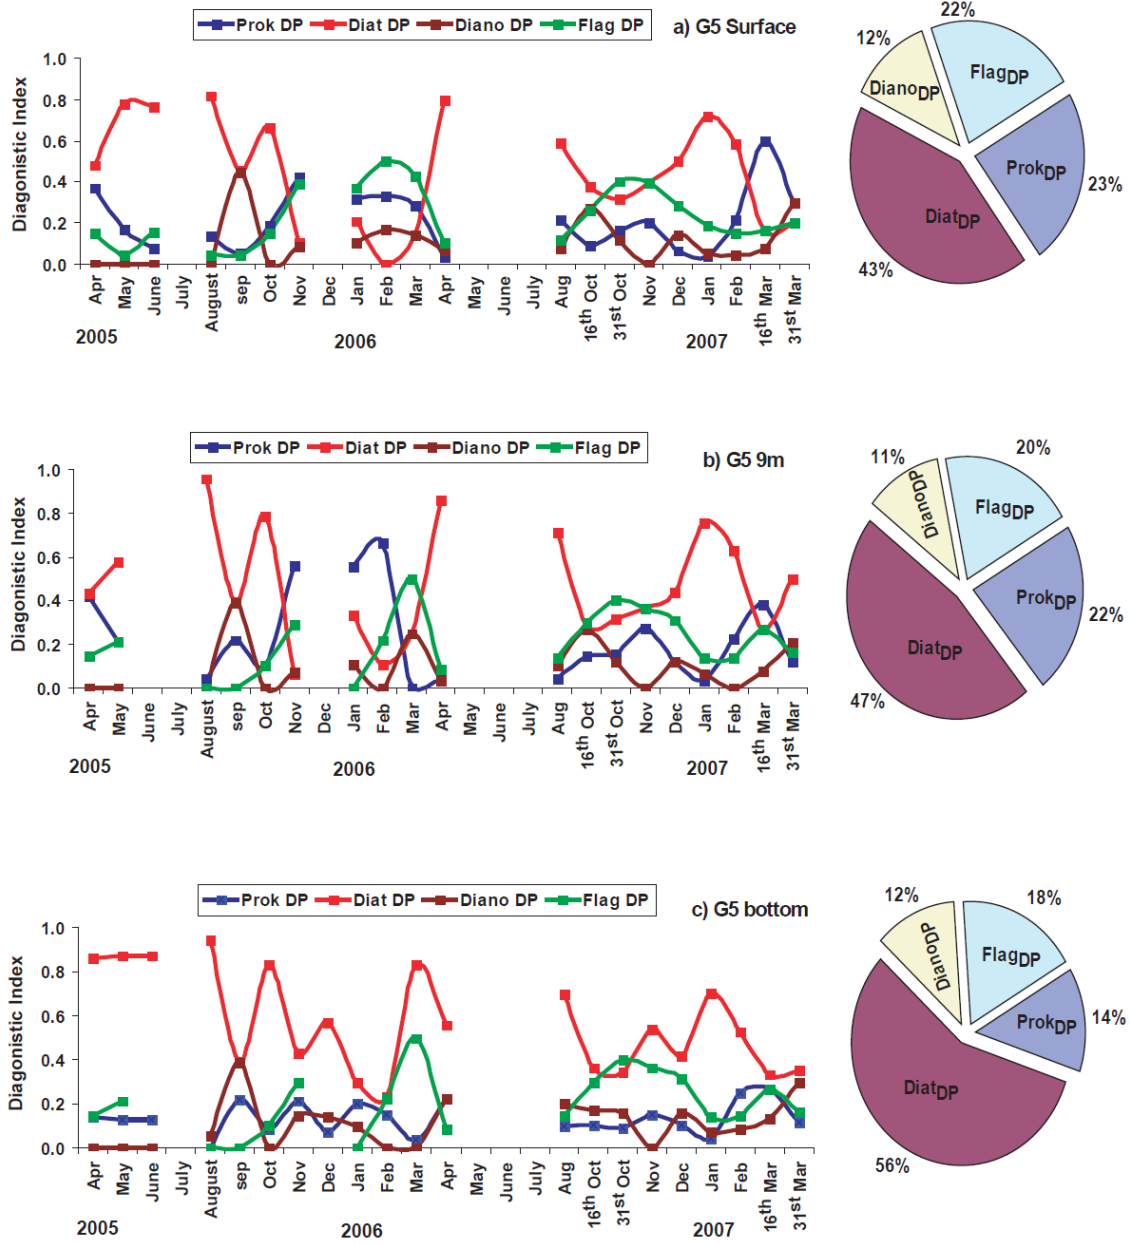 Prok DP Diat DP Diano DP Flag DP
a) G5 Surface
Diagonistic Index
1.0
0.8
0.6
0.4
0.2
0.0
Apr May June July August sep Oct Nov Dec Jan Feb Mar Apr May June July Aug 16th Oct 31st Oct Nov Dec Jan Feb 16th Mar 31st Mar
2005 2006 2007
22%
12%
FlagDP
DianoDP
ProkDP
23%
DiatDP
43%
Prok DP Diat DP Diano DP Flag DP
b) G5 9m
Diagonistic Index
1.0
0.8
0.6
0.4
0.2
0.0
Apr May June July August sep Oct Nov Dec Jan Feb Mar Apr May June July Aug 16th Oct 31st Oct Nov Dec Jan Feb 16th Mar 31st Mar
2005 2006 2007
20%
11%
DianoDP
FlagDP
ProkDP
22%
DiatDP
47%
Prok DP Diat DP Diano DP Flag DP
c) G5 bottom
Diagonistic Index
1.0
0.8
0.6
0.4
0.2
0.0
Apr May June July August sep Oct Nov Dec Jan Feb Mar Apr May June July Aug 16th Oct 31st Oct Nov Dec Jan Feb 16th Mar 31st Mar
2005 2006 2007
12%
18%
DianoDP
FlagDP
ProkDP
14%
DiatDP
56%